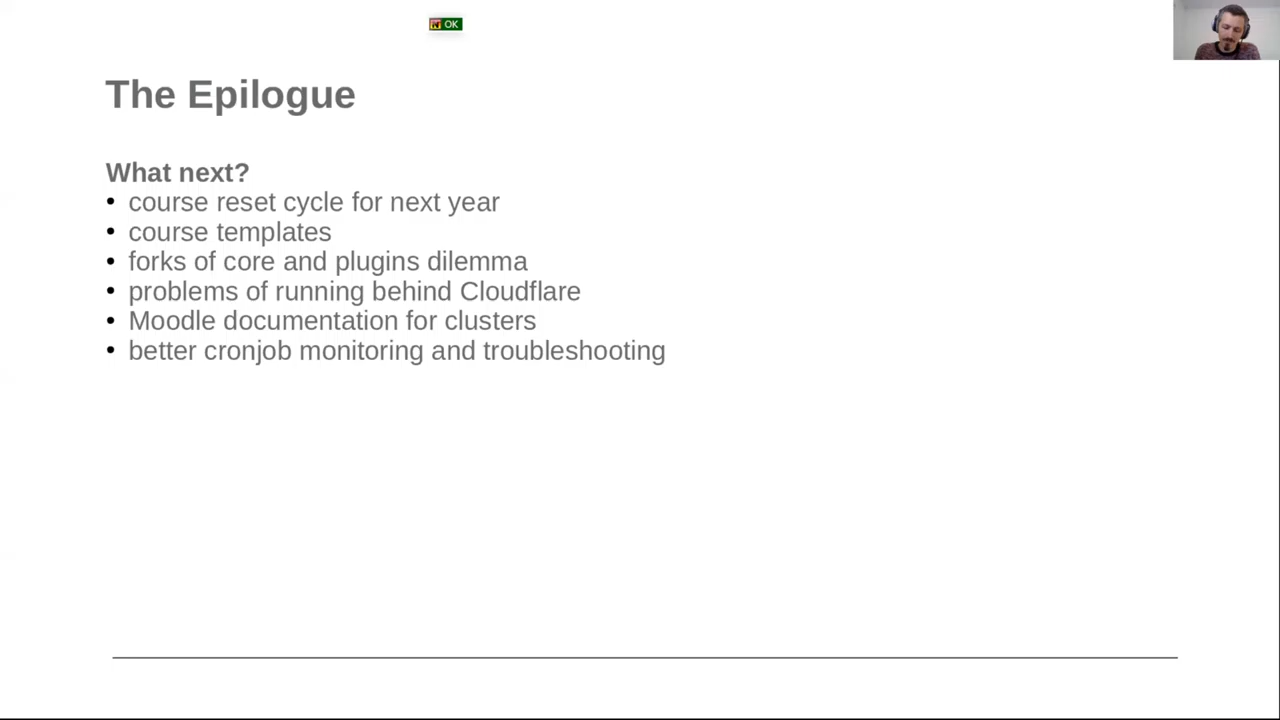 OK
The Epilogue
What next?
• course reset cycle for next year
• course templates
• forks of core and plugins dilemma
• problems of running behind Cloudflare
• Moodle documentation for clusters
• better cronjob monitoring and troubleshooting